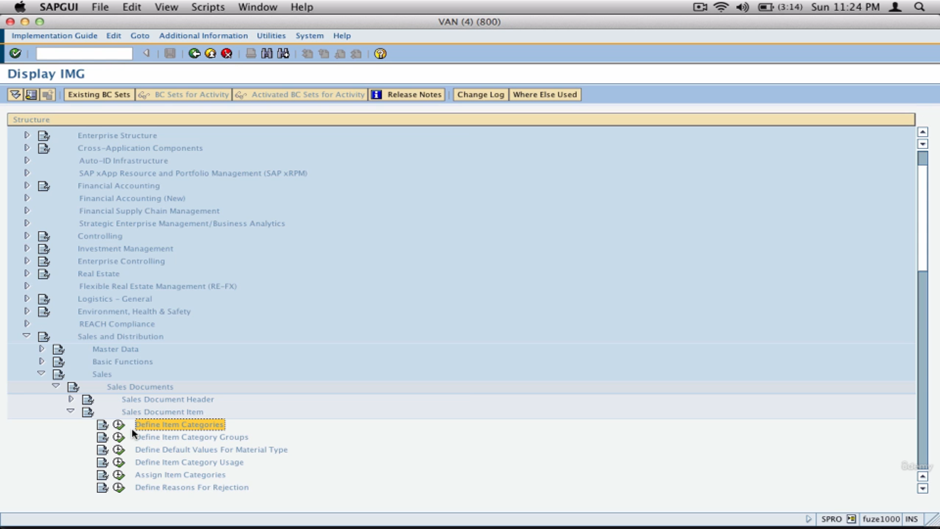 SAPGUI File Edit View Scripts Window Help (3:14) Sun 11:24 PM
VAN (4) (800)
Implementation Guide Edit Goto Additional Information Utilities System Help
Display IMG
Existing BC Sets BC Sets for Activity Activated BC Sets for Activity Release Notes Change Log Where Else Used
Structure
Enterprise Structure
Cross-Application Components
Auto-ID Infrastructure
SAP xApp Resource and Portfolio Management (SAP xRPM)
Financial Accounting
Financial Accounting (New)
Financial Supply Chain Management
Strategic Enterprise Management/Business Analytics
Controlling
Investment Management
Enterprise Controlling
Real Estate
Flexible Real Estate Management (RE-FX)
Logistics - General
Environment, Health & Safety
REACH Compliance
Sales and Distribution
Master Data
Basic Functions
Sales
Sales Documents
Sales Document Header
Sales Document Item
Define Item Categories
Define Item Category Groups
Define Default Values For Material Type
Define Item Category Usage
Assign Item Categories
Define Reasons For Rejection
Udemy
SPRO fuze1000 INS